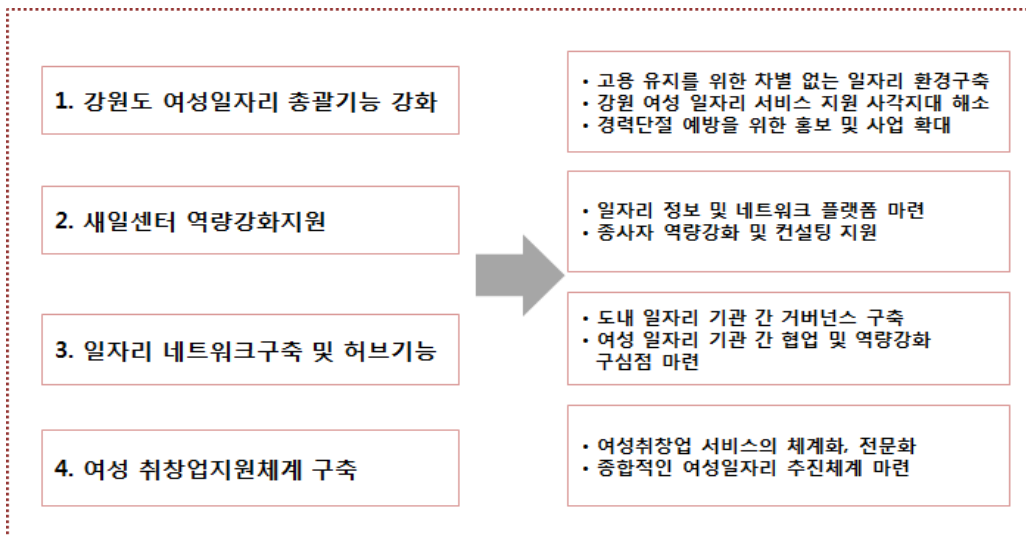 1. 강원도 여성일자리 총괄기능 강화
• 고용 유지를 위한 차별 없는 일자리 환경구축
• 강원 여성 일자리 서비스 지원 사각지대 해소
• 경력단절 예방을 위한 홍보 및 사업 확대
2. 새일센터 역량강화지원
• 일자리 정보 및 네트워크 플랫폼 마련
• 종사자 역량강화 및 컨설팅 지원
3. 일자리 네트워크구축 및 허브기능
• 도내 일자리 기관 간 거버넌스 구축
• 여성 일자리 기관 간 협업 및 역량강화
구심점 마련
4. 여성 취창업지원체계 구축
• 여성취창업 서비스의 체계화, 전문화
• 종합적인 여성일자리 추진체계 마련